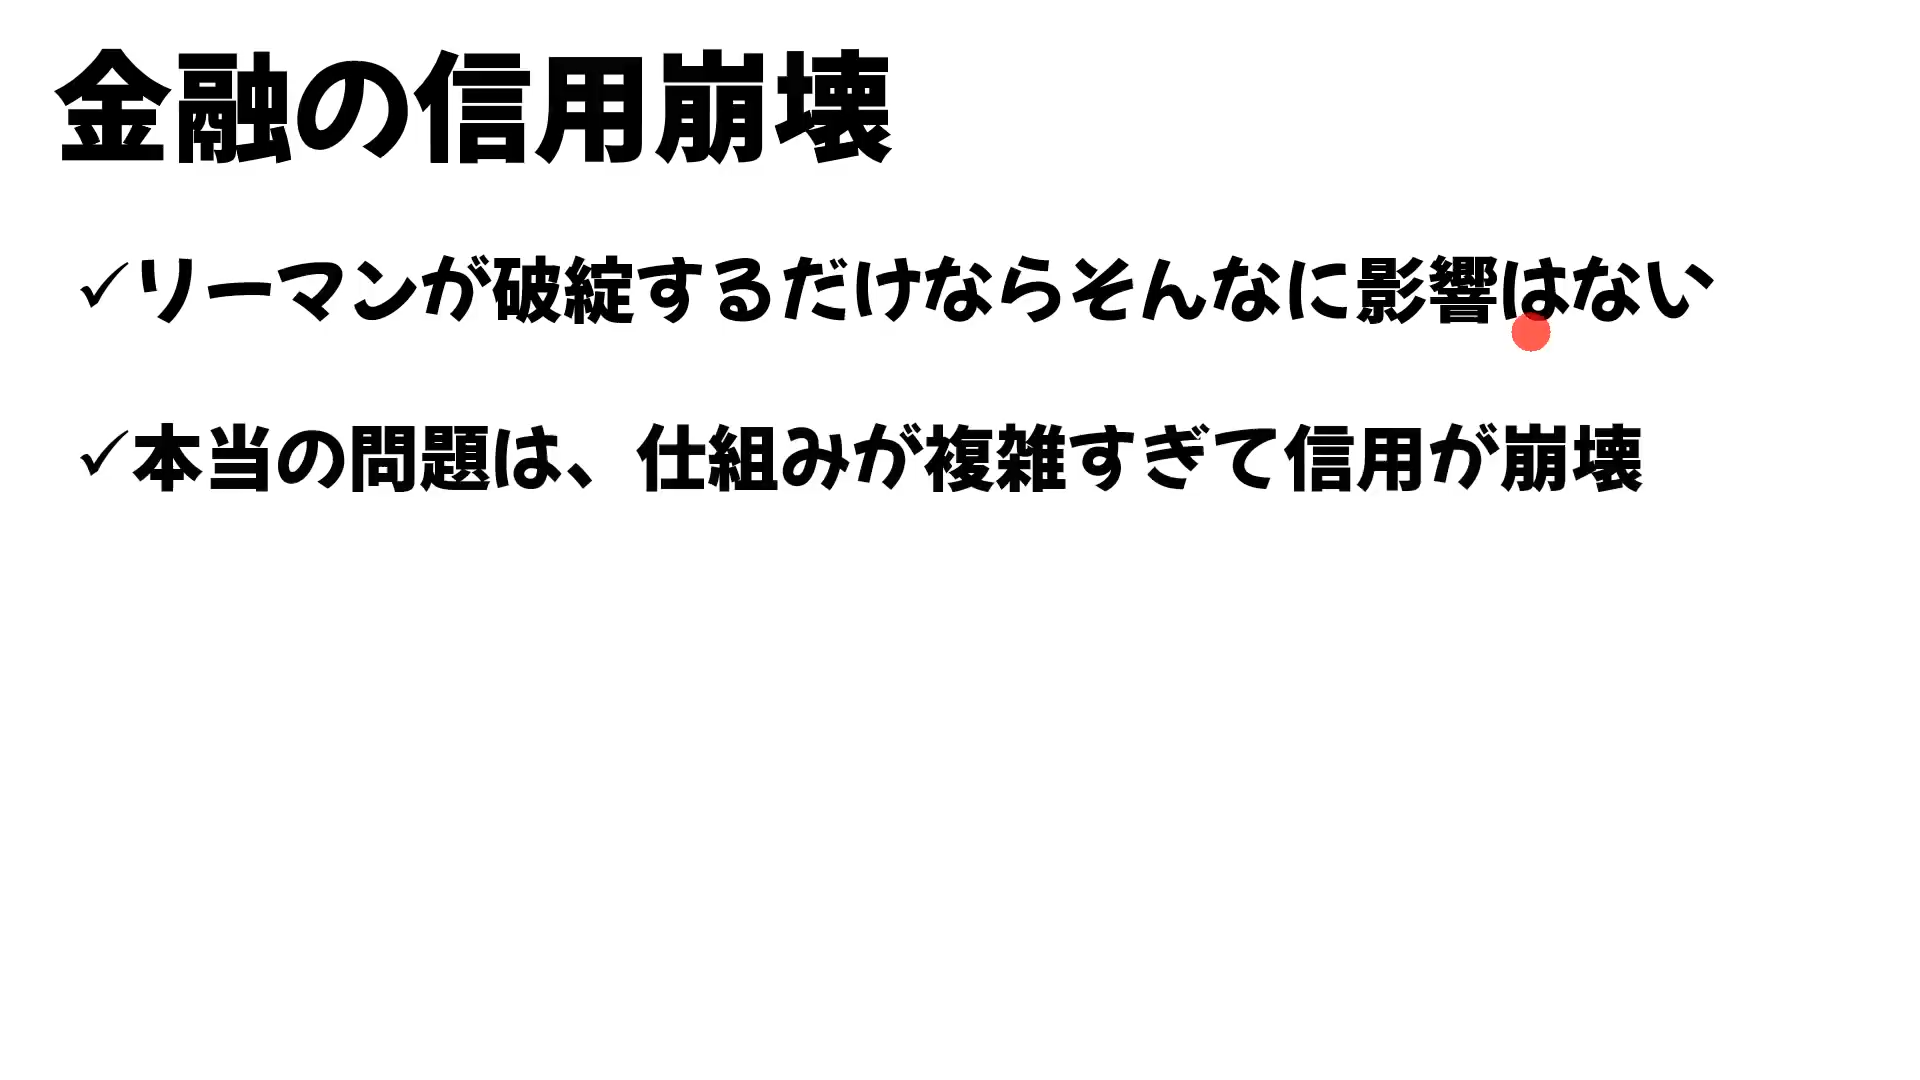 金融の信用崩壊
✓リーマンが破綻するだけならそんなに影響はない
✓本当の問題は、仕組みが複雑すぎて信用が崩壊